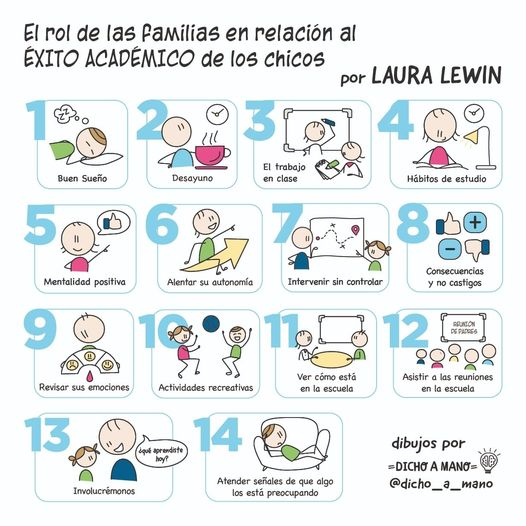 El rol de las familias en relación al
ÉXITO ACADÉMICO de los chicos
por LAURA LEWIN
1
zz
Buen Sueño
2
Desayuno
3
El trabajo
en clase
4
Hábitos de estudio
5
Mentalidad positiva
6
Alentar su autonomía
7
Intervenir sin controlar
8
Consecuencias
y no castigos
9
Revisar sus emociones
10
Actividades recreativas
11
Ver cómo está
en la escuela
12
REUNIÓN
DE PADRES
Asistir a las reuniones
en la escuela
13
¿qué aprendiste
hoy?
Involucrémonos
14
Atender señales de que algo
los está preocupando
dibujos por
=DICHO A MANO=
@dicho_a_mano